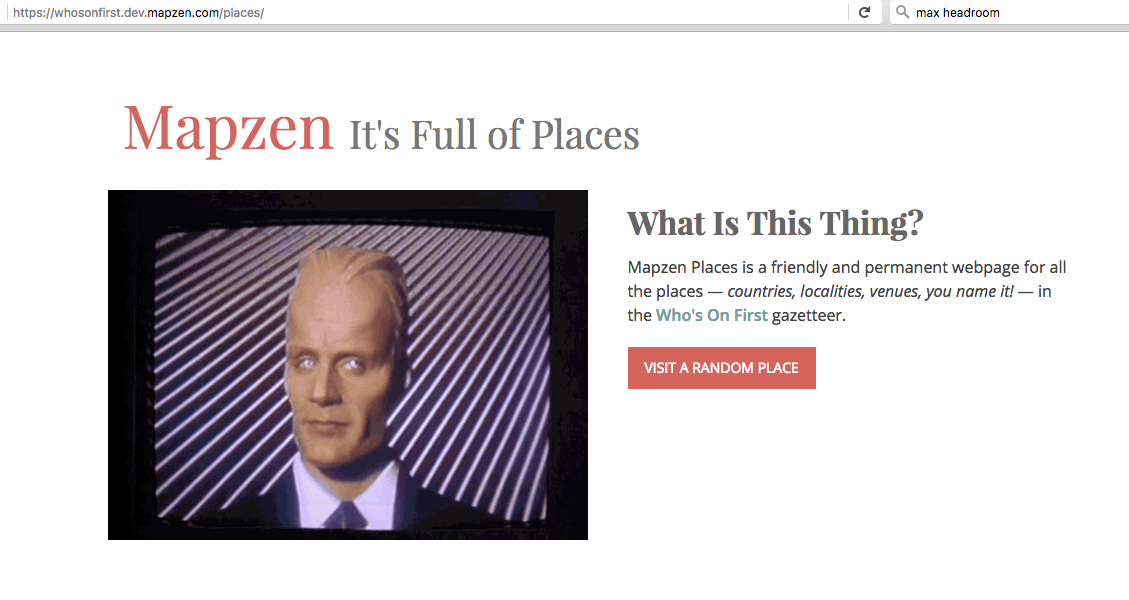 https://whosonfirst.dev.mapzen.com/places/
max headroom
Mapzen It's Full of Places
What Is This Thing?
Mapzen Places is a friendly and permanent webpage for all
the places — countries, localities, venues, you name it! — in
the Who's On First gazetteer.
VISIT A RANDOM PLACE